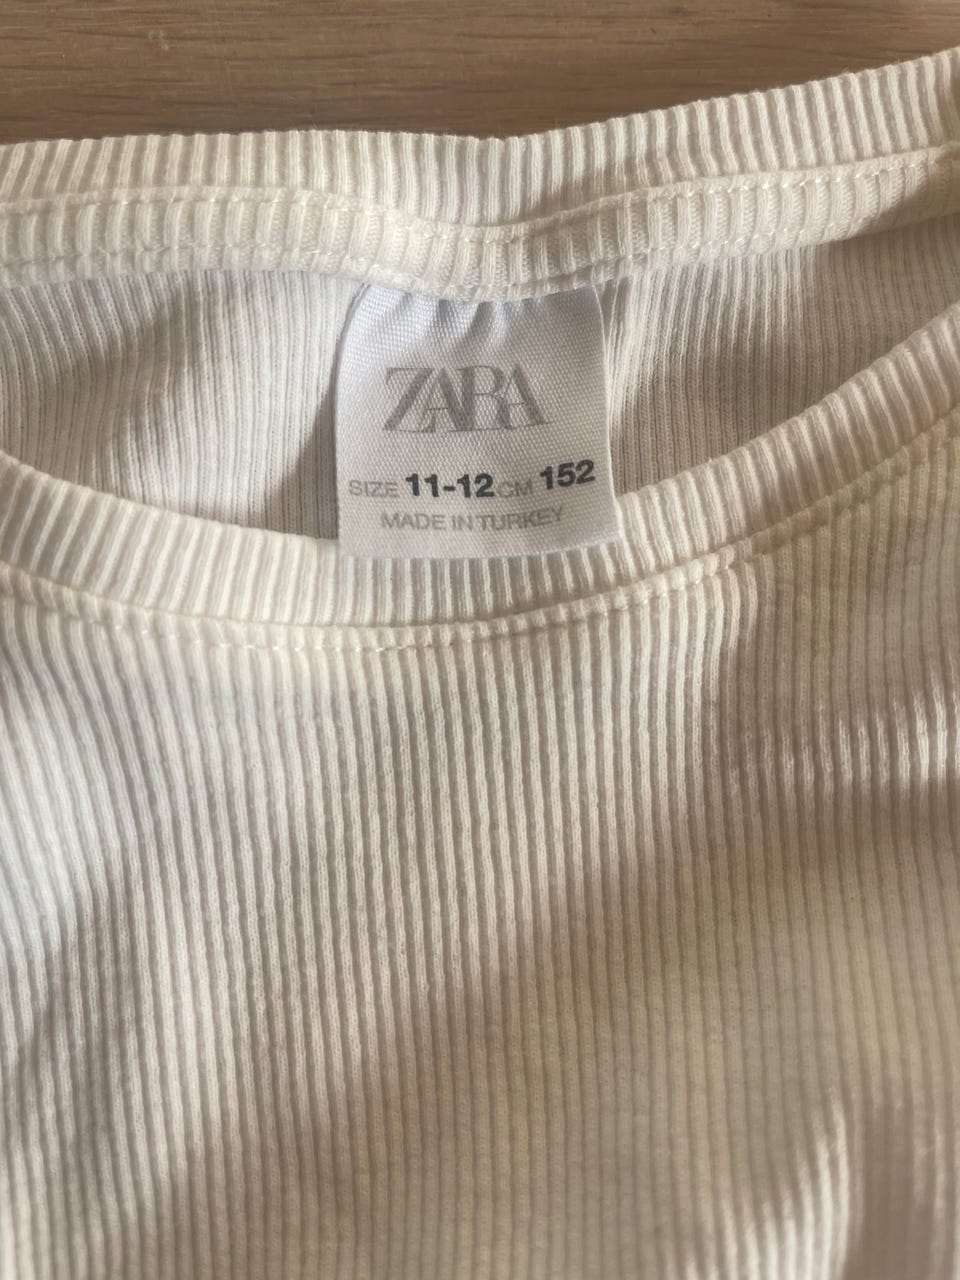 ZARA
SIZE 11-12 CM 152
MADE IN TURKEY